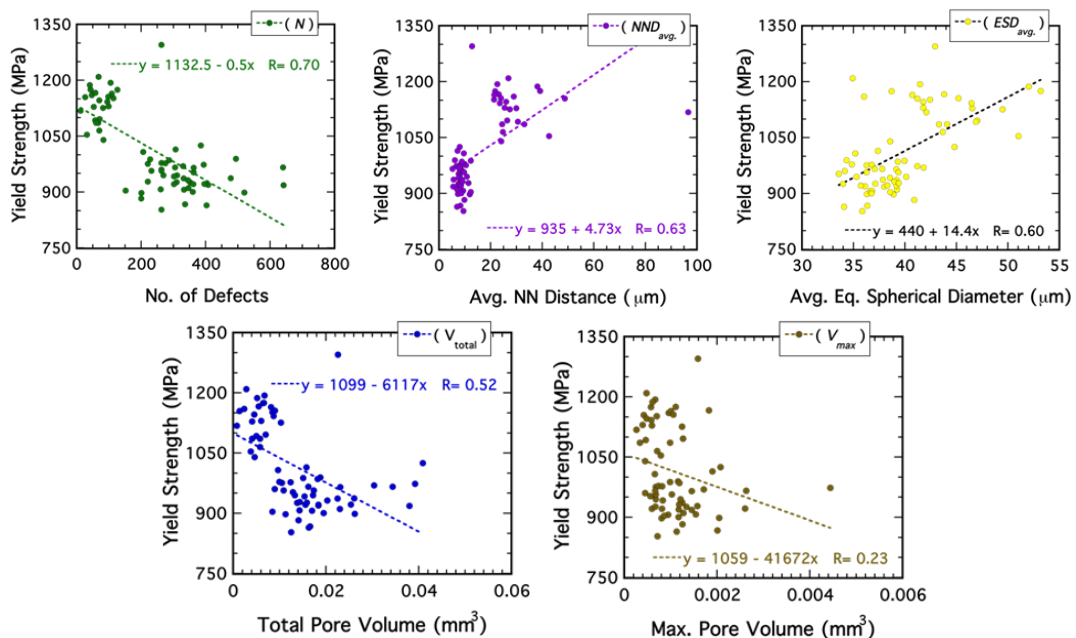 1350
1200
1050
900
750
Yield Strength (MPa)
( N )
y = 1132.5 - 0.5x R= 0.70
0 200 400 600 800
No. of Defects
1350
1200
1050
900
750
Yield Strength (MPa)
( NND avg. )
y = 935 + 4.73x R= 0.63
0 20 40 60 80 100
Avg. NN Distance (μm)
1350
1200
1050
900
750
Yield Strength (MPa)
( ESD avg. )
y = 440 + 14.4x R= 0.60
30 35 40 45 50 55
Avg. Eq. Spherical Diameter (μm)
1350
1200
1050
900
750
Yield Strength (MPa)
( V total )
y = 1099 - 6117x R= 0.52
0 0.02 0.04 0.06
Total Pore Volume (mm³)
1350
1200
1050
900
750
Yield Strength (MPa)
( V max )
y = 1059 - 41672x R= 0.23
0 0.002 0.004 0.006
Max. Pore Volume (mm³)